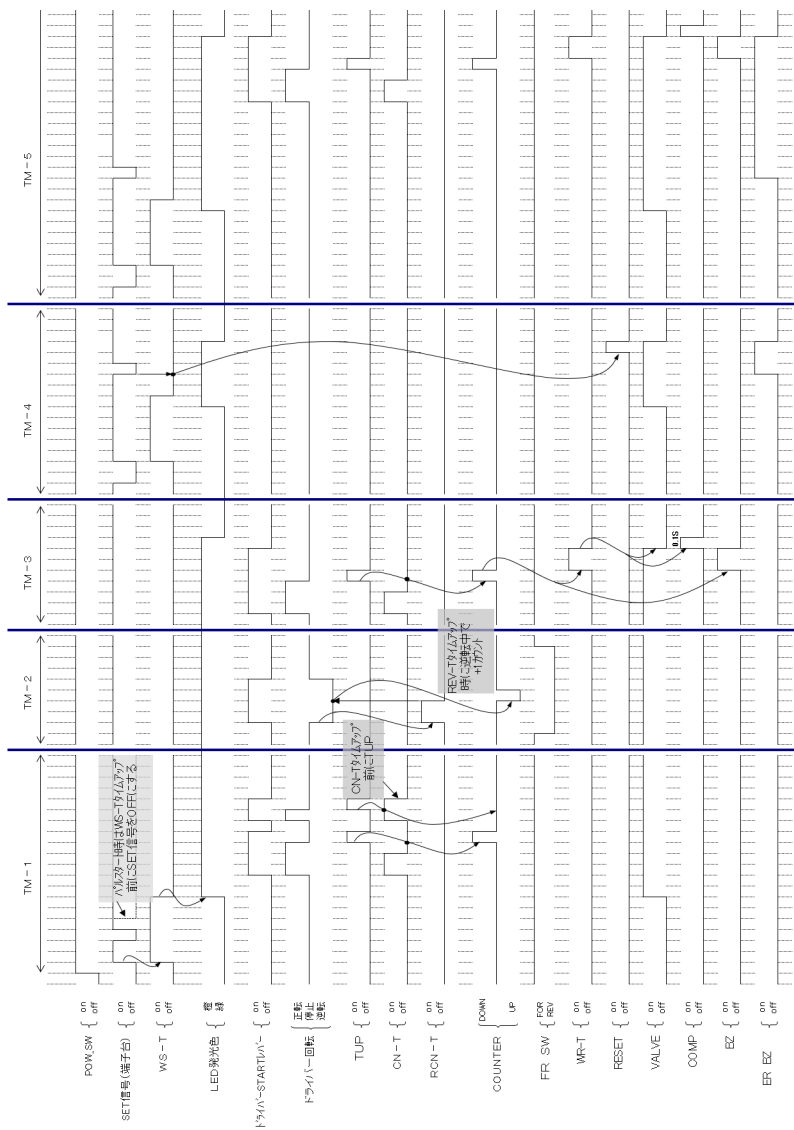 TM-1
TM-2
TM-3
TM-4
TM-5
POW_SW
on
off
SET信号(端子台)
on
off
WS-T
on
off
LED発光色
橙
緑
ドライバーSTARTレバー
on
off
ドライバー回転
正転
停止
逆転
TUP
on
off
CN-T
on
off
RCN-T
on
off
COUNTER
DOWN
UP
FR SW
FOR
REV
WR-T
on
off
RESET
on
off
VALVE
on
off
COMP
on
off
BZ
on
off
ER BZ
on
off
パルスタート時はWS-Tタイムアップ
前にSET信号をOFFにする
CN-Tタイムアップ
前にTUP
REV-Tタイムアップ
時に逆転中で
+1カウント
0.1S